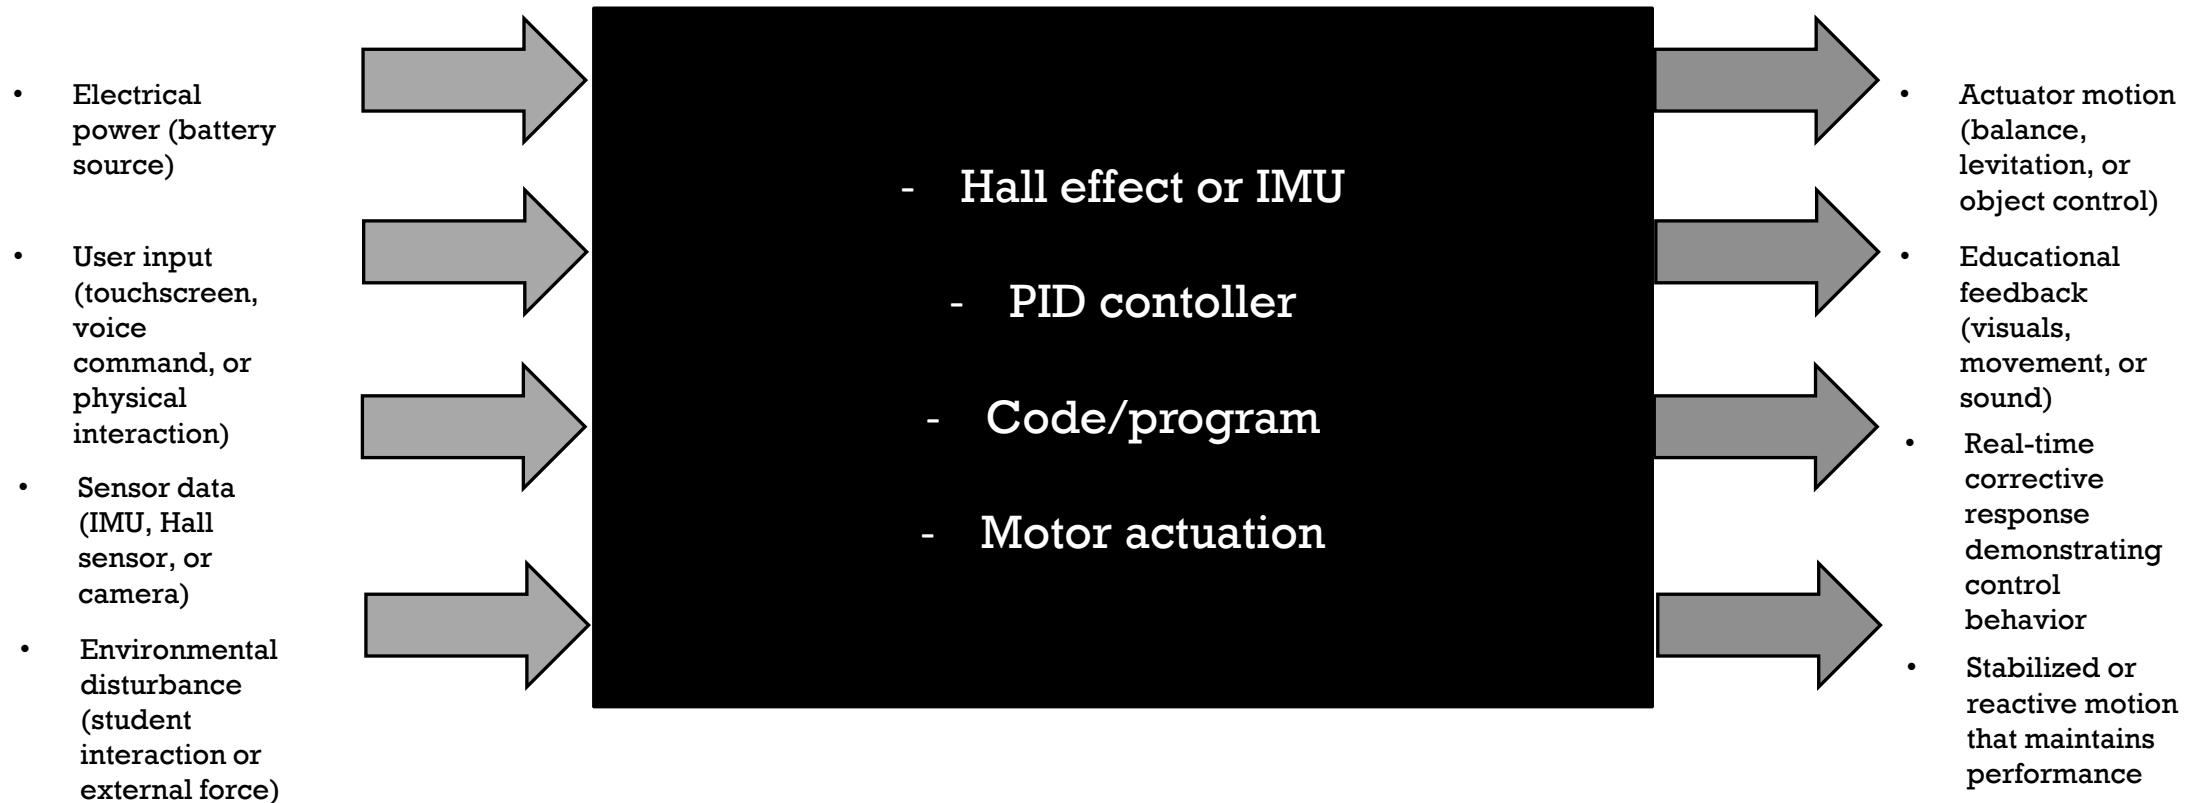 • Electrical
power (battery
source)
• User input
(touchscreen,
voice
command, or
physical
interaction)
• Sensor data
(IMU, Hall
sensor, or
camera)
• Environmental
disturbance
(student
interaction or
external force)
- Hall effect or IMU
- PID contoller
- Code/program
- Motor actuation
• Actuator motion
(balance,
levitation, or
object control)
• Educational
feedback
(visuals,
movement, or
sound)
• Real-time
corrective
response
demonstrating
control
behavior
• Stabilized or
reactive motion
that maintains
performance